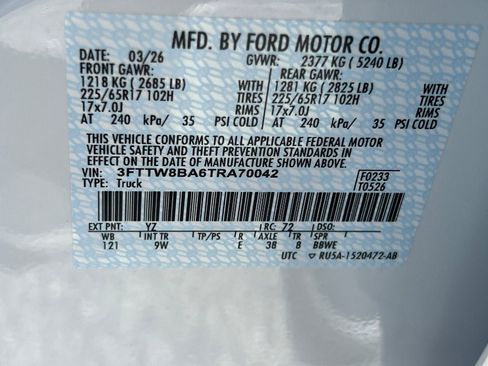 MFD. BY FORD MOTOR CO.
DATE: 03/26 GVWR: 2377 KG ( 5240 LB)
FRONT GAWR: REAR GAWR:
1218 KG ( 2685 LB) WITH 1281 KG ( 2825 LB) WITH
225/65R17 102H TIRES 225/65R17 102H TIRES
17x7.0J RIMS 17x7.0J RIMS
AT 240 kPa/ 35 PSI COLD AT 240 kPa/ 35 PSI COLD
THIS VEHICLE CONFORMS TO ALL APPLICABLE FEDERAL MOTOR
VEHICLE SAFETY AND THEFT PREVENTION STANDARDS IN
EFFECT ON THE DATE OF MANUFACTURE SHOWN ABOVE.
VIN: 3FTTW8BA6TRA70042 F0233
TYPE: Truck T0526
EXT PNT: YZ RC: 72 DSO:
WB INT TR TP/PS R AXLE TR SPR
121 9W E 38 8 BBWE
UTC ▽ RU5A-1520472-AB